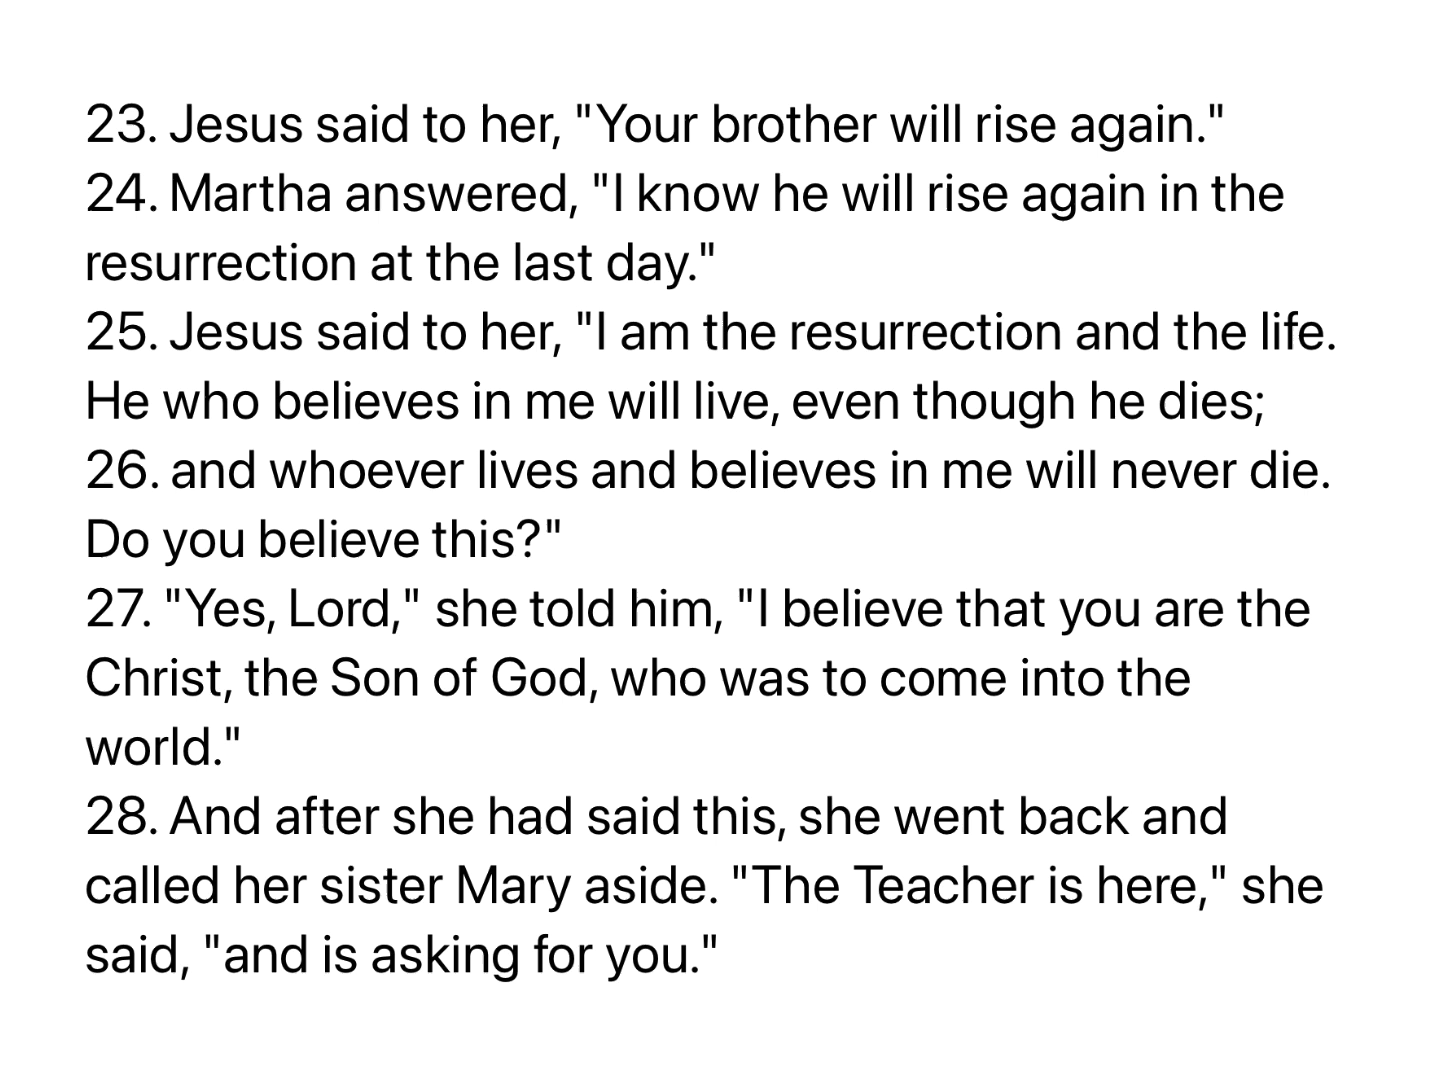 23. Jesus said to her, "Your brother will rise again."
24. Martha answered, "I know he will rise again in the
resurrection at the last day."
25. Jesus said to her, "I am the resurrection and the life.
He who believes in me will live, even though he dies;
26. and whoever lives and believes in me will never die.
Do you believe this?"
27. "Yes, Lord," she told him, "I believe that you are the
Christ, the Son of God, who was to come into the
world."
28. And after she had said this, she went back and
called her sister Mary aside. "The Teacher is here," she
said, "and is asking for you."